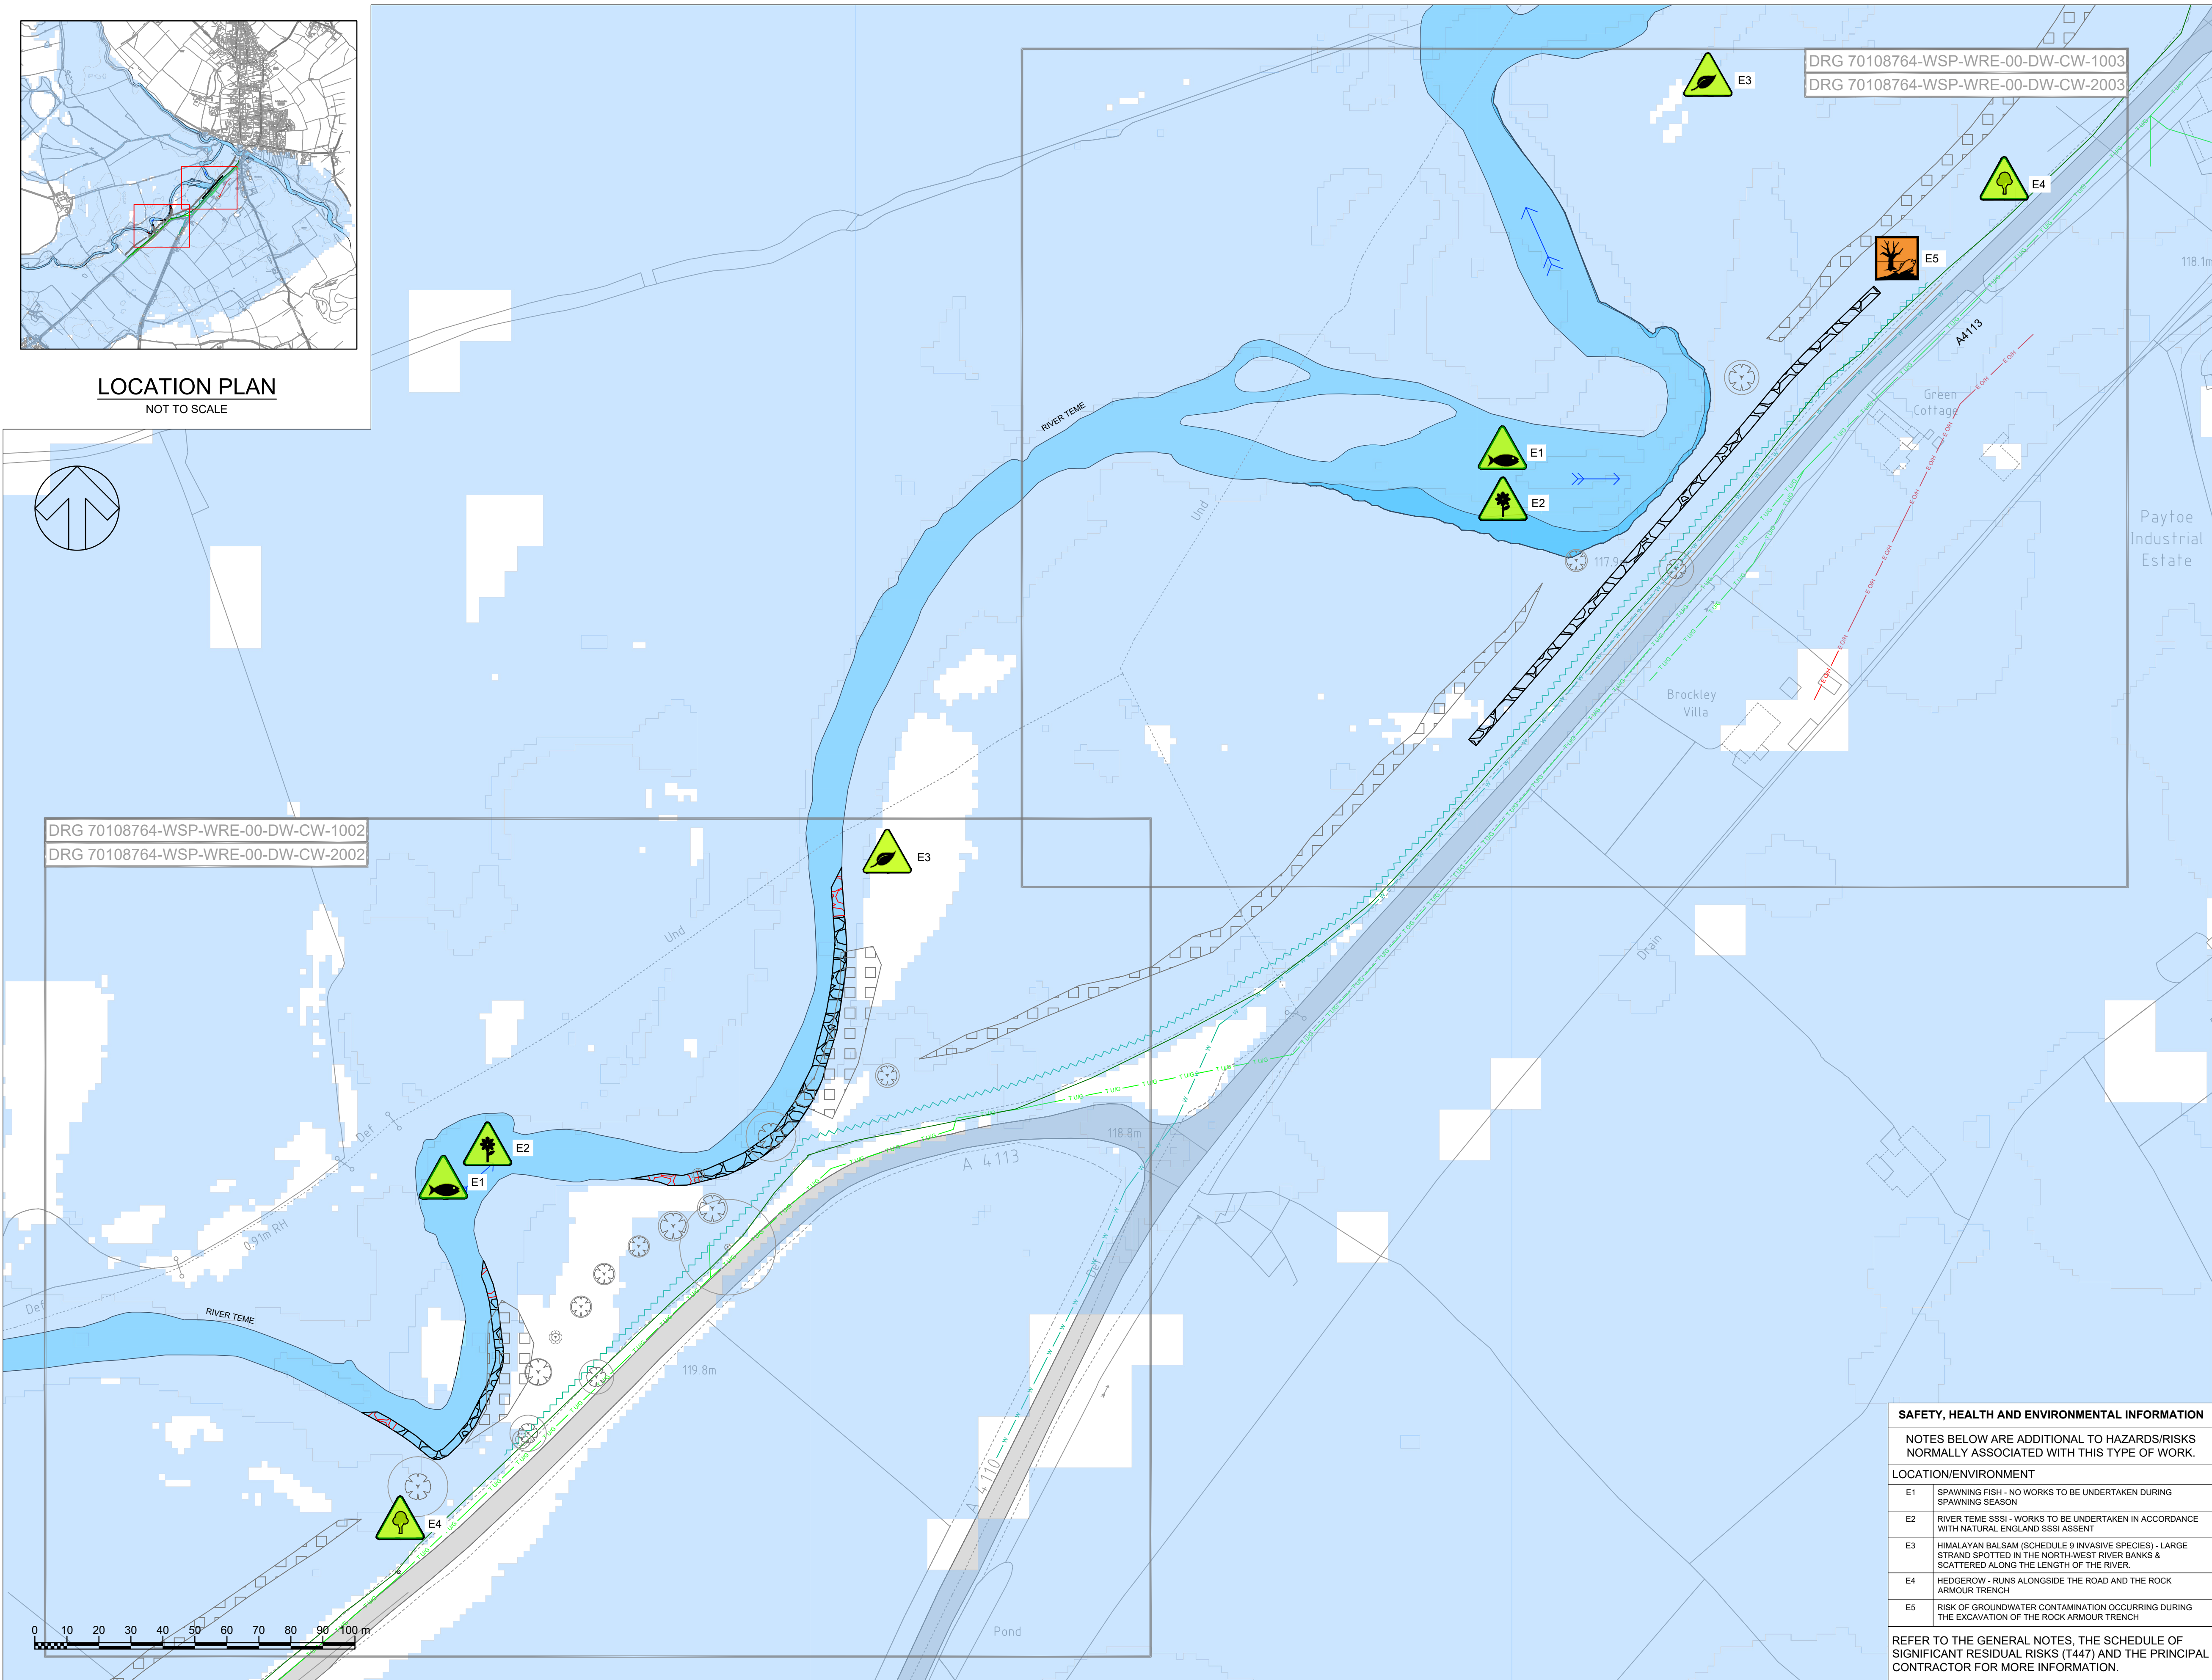 LOCATION PLAN
NOT TO SCALE
DRG 70108764-WSP-WRE-00-DW-CW-1003
DRG 70108764-WSP-WRE-00-DW-CW-2003
E3
E4
E5
118.1m
A4113
Green
Cottage
E OH
E OH
E OH
E OH
E OH
E OH
E OH
E OH
RIVER TEME
E1
E2
Und
117.9
Paytoe
Industrial
Estate
Brockley
Villa
T UG
W
DRG 70108764-WSP-WRE-00-DW-CW-1002
DRG 70108764-WSP-WRE-00-DW-CW-2002
E3
Und
Drain
Def
E2
E1
118.8m
A 4113
0.91m RH
Def
RIVER TEME
Def
119.8m
A 4110
E4
Pond
0 10 20 30 40 50 60 70 80 90 100 m
SAFETY, HEALTH AND ENVIRONMENTAL INFORMATION
NOTES BELOW ARE ADDITIONAL TO HAZARDS/RISKS
NORMALLY ASSOCIATED WITH THIS TYPE OF WORK.
LOCATION/ENVIRONMENT
E1 SPAWNING FISH - NO WORKS TO BE UNDERTAKEN DURING
SPAWNING SEASON
E2 RIVER TEME SSSI - WORKS TO BE UNDERTAKEN IN ACCORDANCE
WITH NATURAL ENGLAND SSSI ASSENT
E3 HIMALAYAN BALSAM (SCHEDULE 9 INVASIVE SPECIES) - LARGE
STRAND SPOTTED IN THE NORTH-WEST RIVER BANKS &
SCATTERED ALONG THE LENGTH OF THE RIVER.
E4 HEDGEROW - RUNS ALONGSIDE THE ROAD AND THE ROCK
ARMOUR TRENCH
E5 RISK OF GROUNDWATER CONTAMINATION OCCURRING DURING
THE EXCAVATION OF THE ROCK ARMOUR TRENCH
REFER TO THE GENERAL NOTES, THE SCHEDULE OF
SIGNIFICANT RESIDUAL RISKS (T447) AND THE PRINCIPAL
CONTRACTOR FOR MORE INFORMATION.